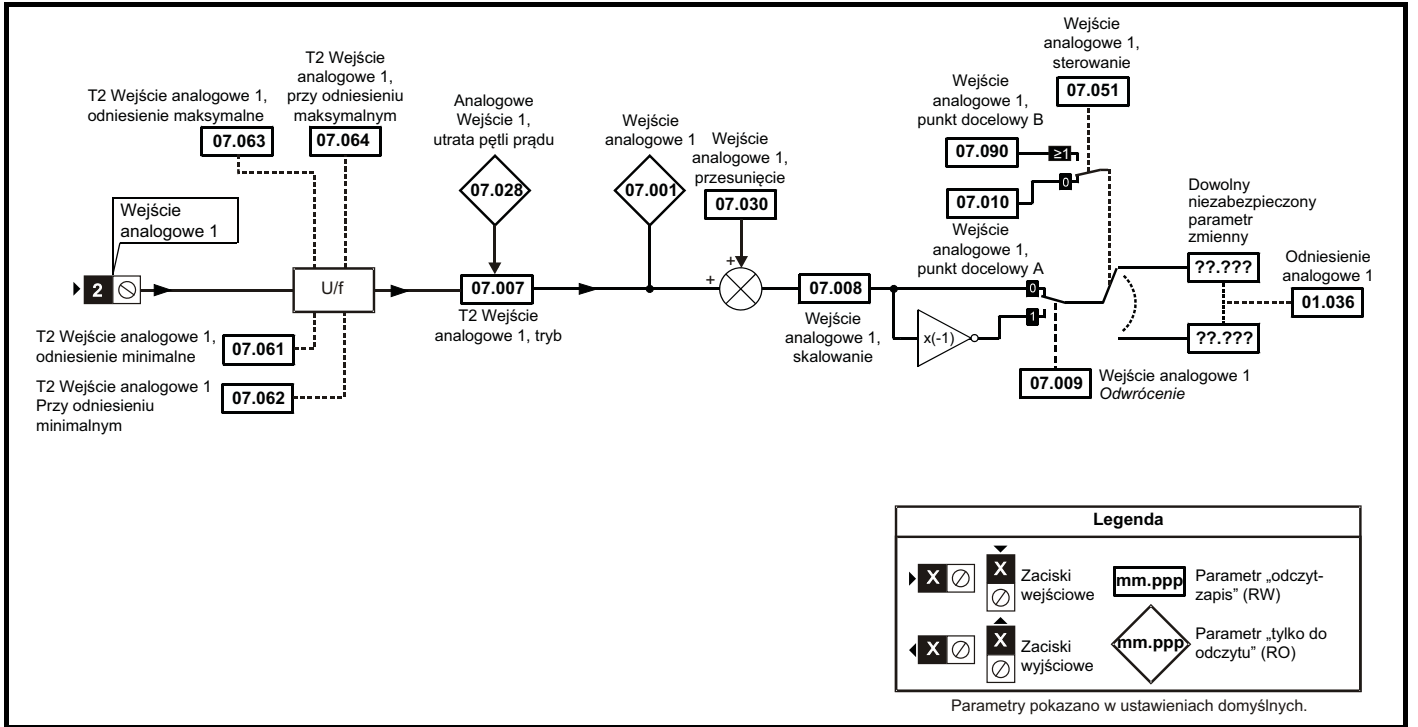 T2 Wejście analogowe 1,
odniesienie maksymalne
07.063
T2 Wejście
analogowe 1,
przy odniesieniu
maksymalnym
07.064
Analogowe
Wejście 1,
utrata pętli prądu
07.028
Wejście
analogowe 1
07.001
Wejście
analogowe 1,
przesunięcie
07.030
Wejście
analogowe 1,
punkt docelowy B
07.090
Wejście
analogowe 1,
sterowanie
07.051
≥1
0
07.010
Wejście
analogowe 1,
punkt docelowy A
Dowolny
niezabezpieczony
parametr
zmienny
??.???
??.???
Odniesienie
analogowe 1
01.036
Wejście
analogowe 1
2
U/f
07.007
T2 Wejście
analogowe 1, tryb
+
+
07.008
Wejście
analogowe 1,
skalowanie
x(-1)
0
1
07.009
Wejście analogowe 1
Odwrócenie
T2 Wejście analogowe 1,
odniesienie minimalne
07.061
T2 Wejście analogowe 1
Przy odniesieniu
minimalnym
07.062
Legenda
X
X
Zaciski
wejściowe
mm.ppp
Parametr „odczyt-
zapis” (RW)
X
X
Zaciski
wyjściowe
mm.ppp
Parametr „tylko do
odczytu” (RO)
Parametry pokazano w ustawieniach domyślnych.